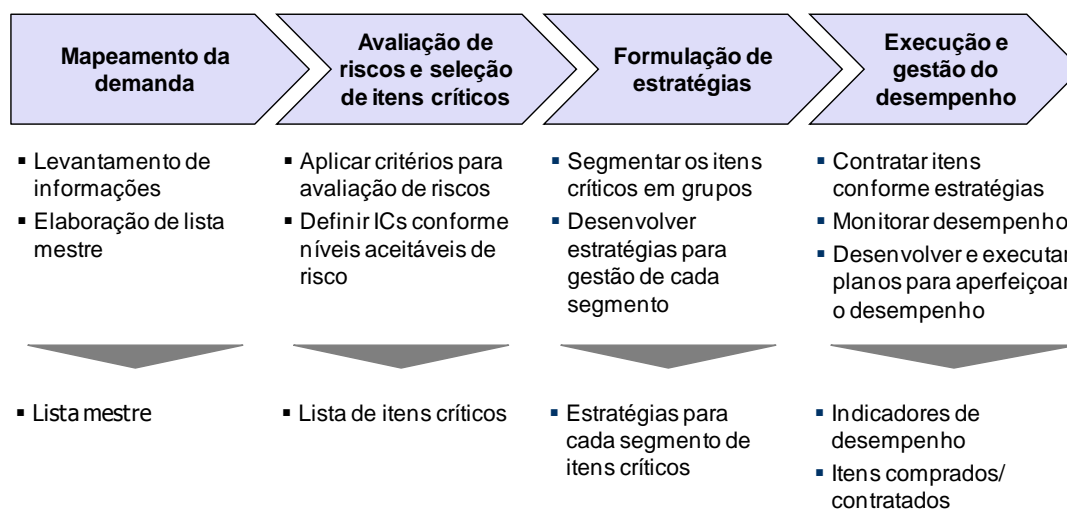 Mapeamento da
demanda
Avaliação de
riscos e seleção
de itens críticos
Formulação de
estratégias
Execução e
gestão do
desempenho
▪ Levantamento de
informações
▪ Elaboração de lista
mestre
▪ Aplicar critérios para
avaliação de riscos
▪ Definir ICs conforme
níveis aceitáveis de
risco
▪ Segmentar os itens
críticos em grupos
▪ Desenvolver
estratégias para
gestão de cada
segmento
▪ Contratar itens
conforme estratégias
▪ Monitorar desempenho
▪ Desenvolver e executar
planos para aperfeiçoar
o desempenho
▪ Lista mestre
▪ Lista de itens críticos
▪ Estratégias para
cada segmento de
itens críticos
▪ Indicadores de
desempenho
▪ Itens comprados/
contratados